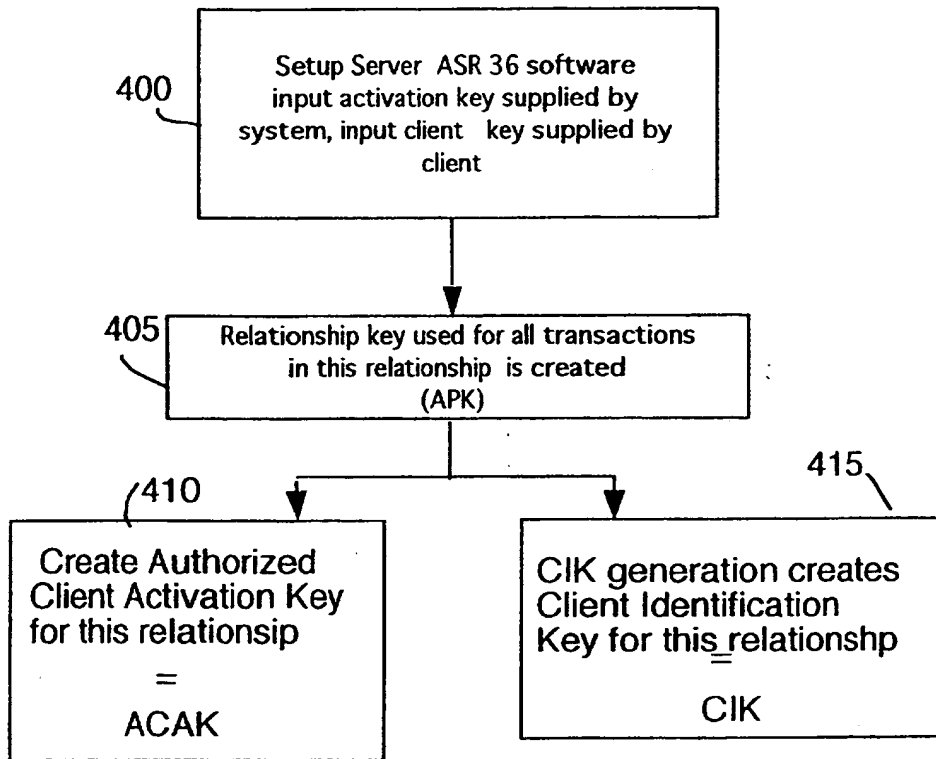 400
Setup Server ASR 36 software
input activation key supplied by
system, input client key supplied by
client
405
Relationship key used for all transactions
in this relationship is created
(APK)
410
Create Authorized
Client Activation Key
for this relationsip
=
ACAK
415
CIK generation creates
Client Identification
Key for this relationshp
=
CIK